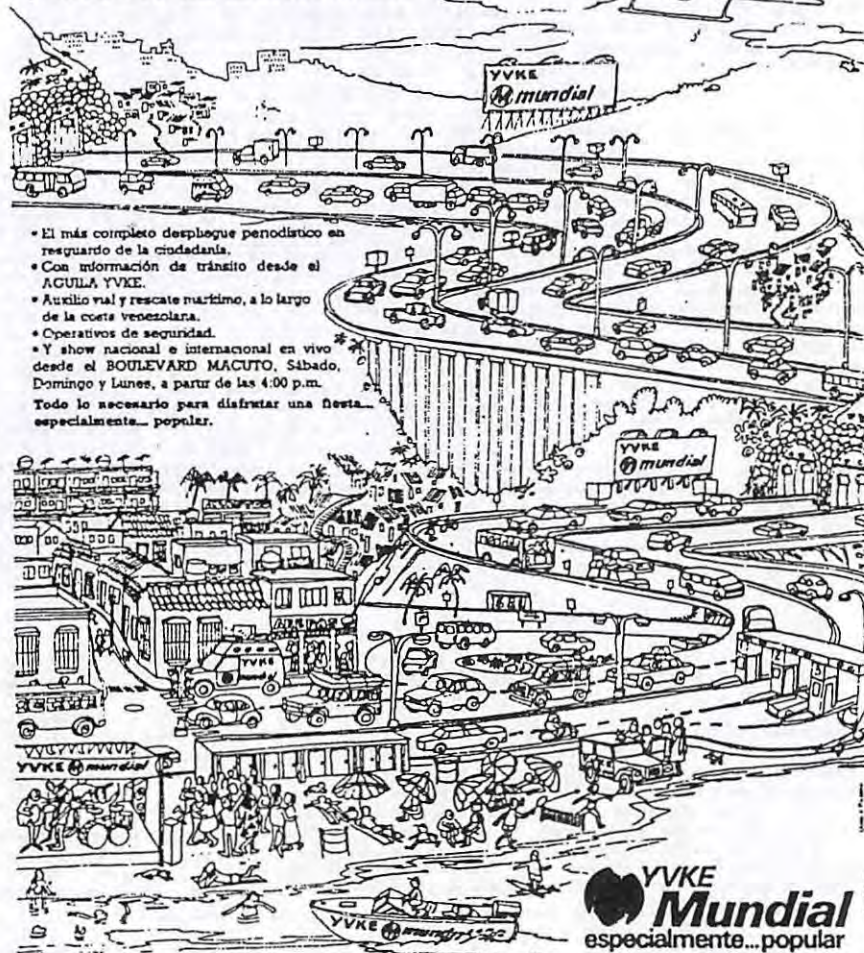 YVKE
mundial
• El más completo despliegue periodístico en
resguardo de la ciudadanía.
• Con información de tránsito desde el
AGUILA YVKE.
• Auxilio vial y rescate marítimo, a lo largo
de la costa venezolana.
• Operativos de seguridad.
• Y show nacional e internacional en vivo
desde el BOULEVARD MACUTO, Sábado,
Domingo y Lunes, a partir de las 4:00 p.m.
Todo lo necesario para disfrutar una fiesta...
especialmente... popular.
YVKE
mundial
YVKE
mundial
YVKE mundial
YVKE mundial
YVKE
Mundial
especialmente...popular